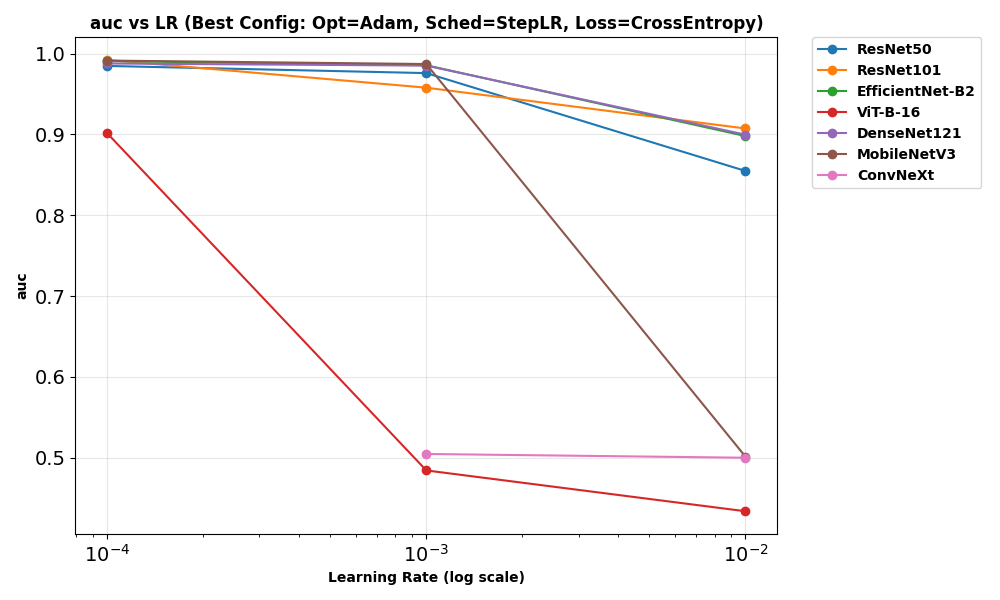 auc vs LR (Best Config: Opt=Adam, Sched=StepLR, Loss=CrossEntropy)
1.0
0.9
0.8
0.7
0.6
0.5
auc
10⁻⁴
10⁻³
10⁻²
Learning Rate (log scale)
ResNet50
ResNet101
EfficientNet-B2
ViT-B-16
DenseNet121
MobileNetV3
ConvNeXt